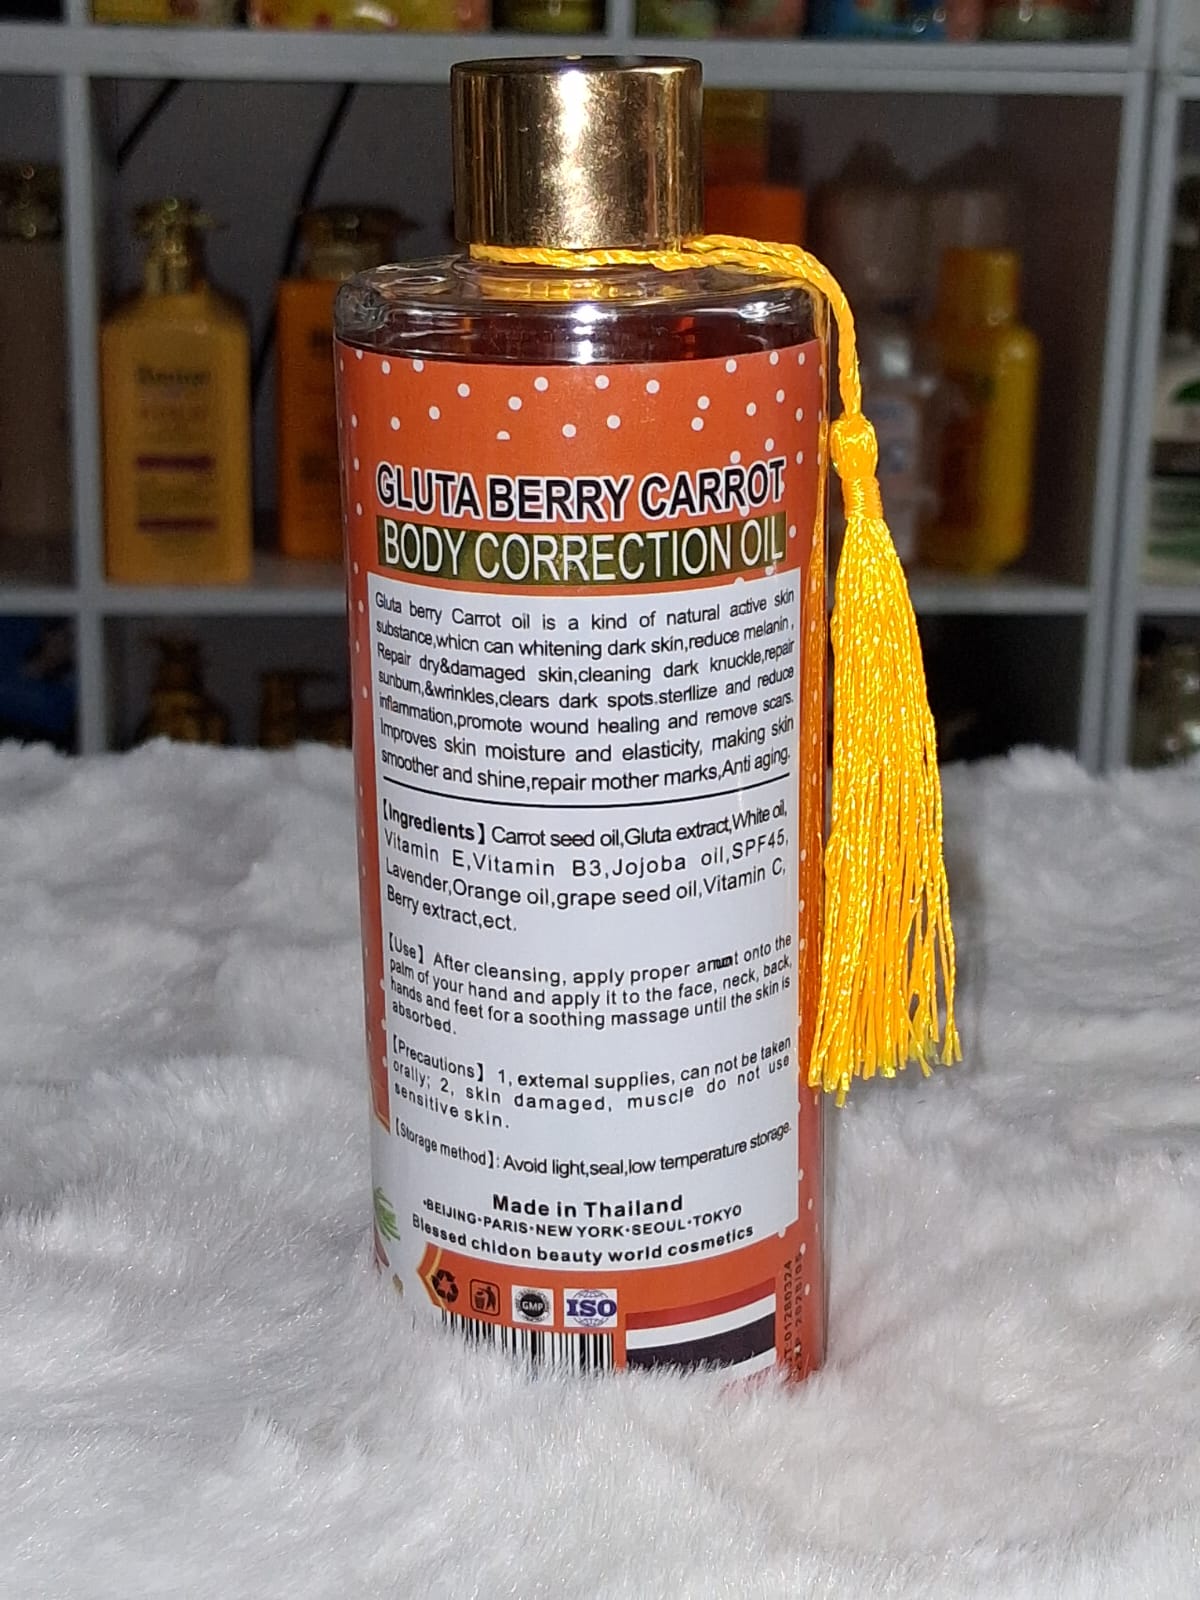 GLUTA BERRY CARROT
BODY CORRECTION OIL
Gluta berry Carrot oil is a kind of natural active skin
substance,whicn can whitening dark skin,reduce melanin,
Repair dry&damaged skin,cleaning dark knuckle,repair
sunburn,&wrinkles,clears dark spots.sterllize and reduce
inflammation,promote wound healing and remove scars.
Improves skin moisture and elasticity, making skin
smoother and shine,repair mother marks,Anti aging.
【Ingredients】Carrot seed oil,Gluta extract,White oil,
Vitamin E,Vitamin B3,Jojoba oil,SPF45,
Lavender,Orange oil,grape seed oil,Vitamin C,
Berry extract,ect.
【Use】After cleansing, apply proper onto the
palm of your hand and apply it to the face, neck, back,
hands and feet for a soothing massage until the skin is
absorbed.
【Precautions】 1, external supplies, can not be taken
orally; 2, skin damaged, muscle do not use
sensitive skin.
【Storage method】: Avoid light,seal,low temperature storage.
Made in Thailand
·BEIJING·PARIS·NEW YORK·SEOUL·TOKYO
Blessed chidon beauty world cosmetics
GMP
ISO